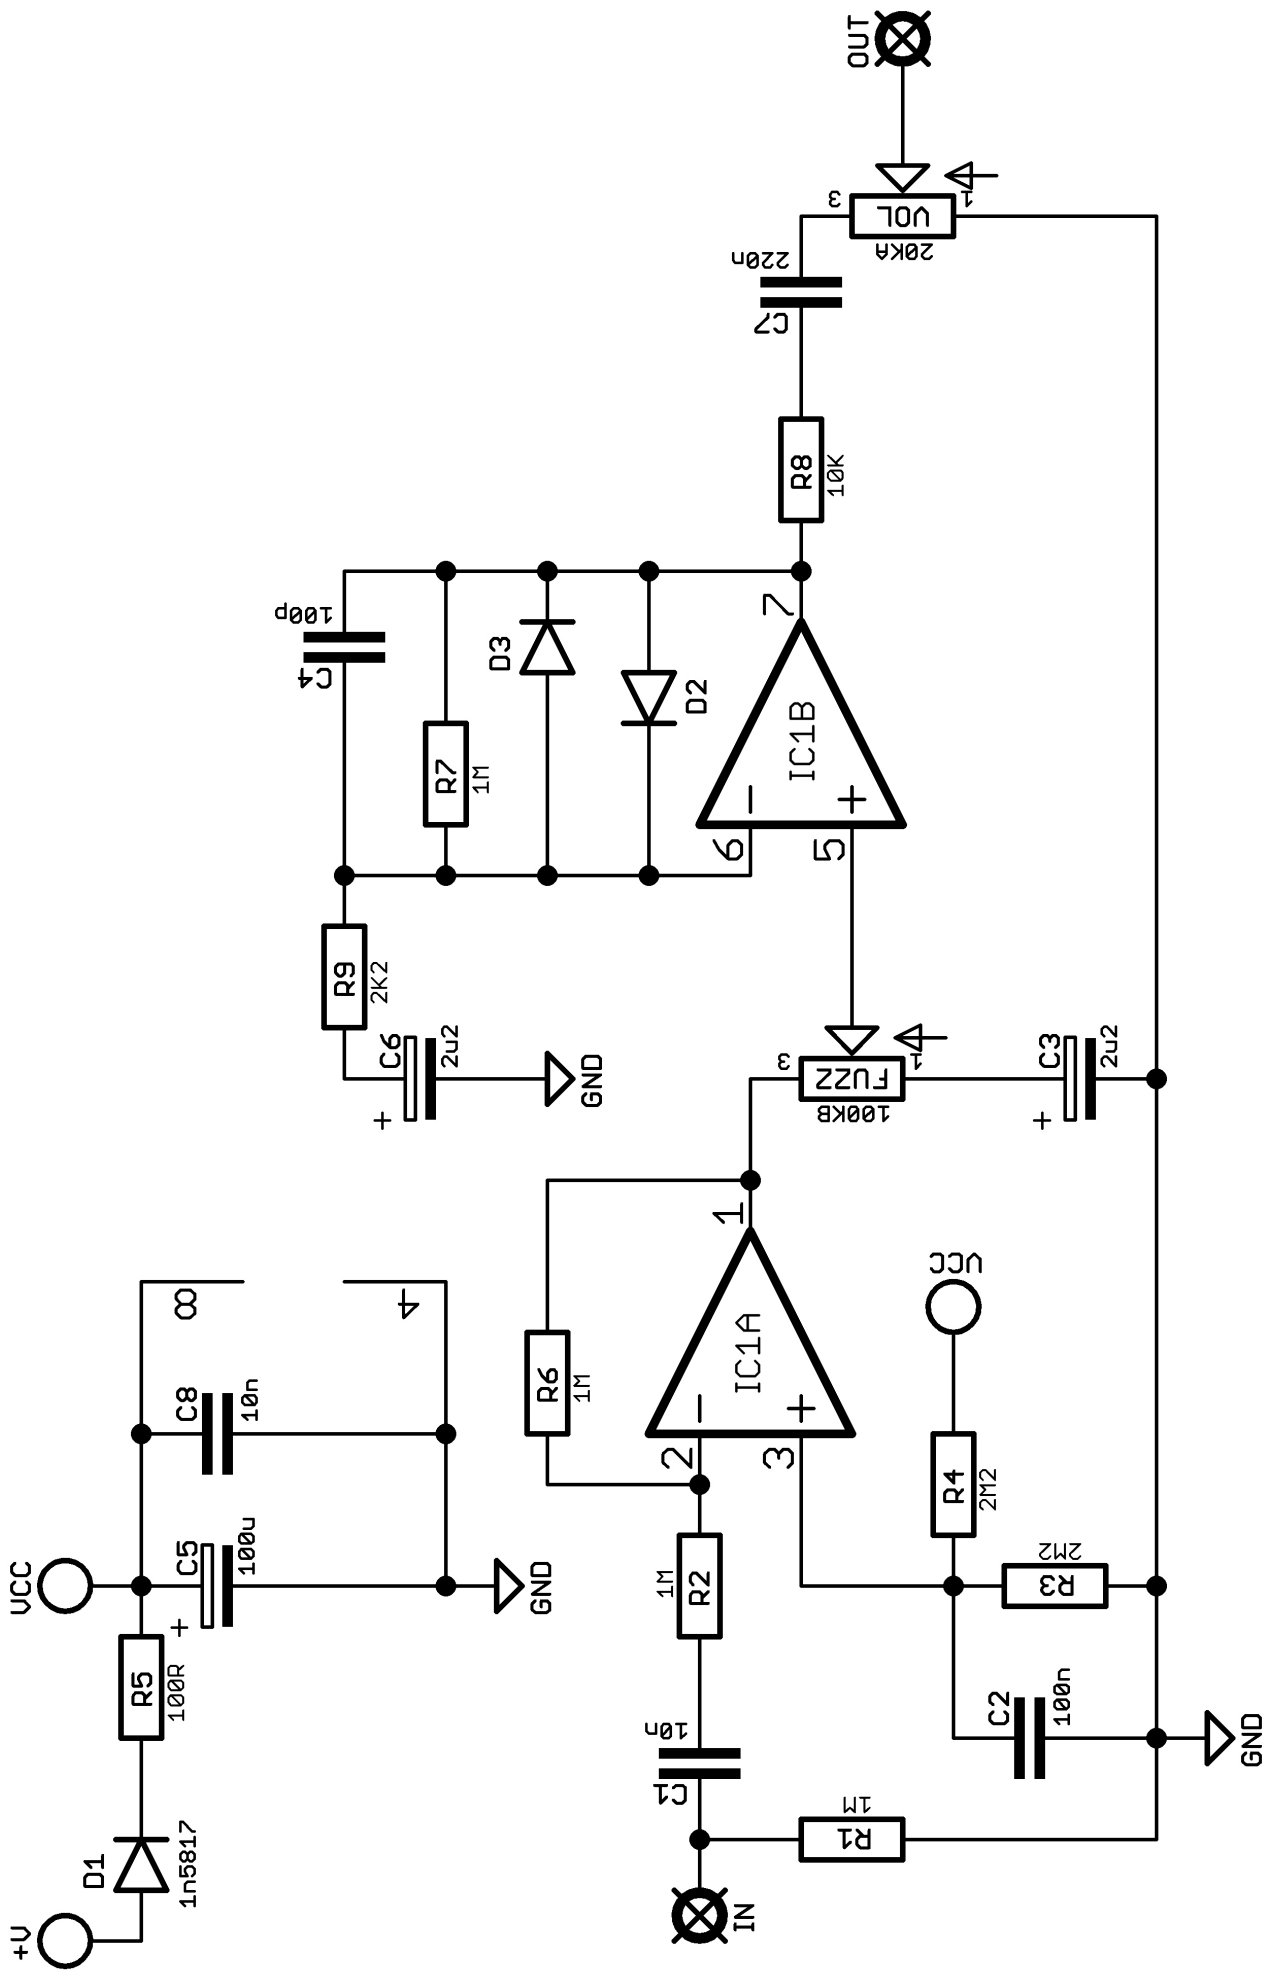 +V
D1
1n5817
R5
100R
VCC
+
C5
100u
C8
10n
8
4
GND
IN
R1
1M
C1
10n
R2
1M
R6
1M
2
3
IC1A
1
R4
2M2
VCC
R3
2M2
C2
100n
GND
3
FUZZ
1
100KB
+
C3
2u2
+
C6
2u2
GND
R9
2K2
C4
100p
R7
1M
D3
D2
6
5
IC1B
7
R8
10K
C7
220n
3
VOL
1
20KA
OUT